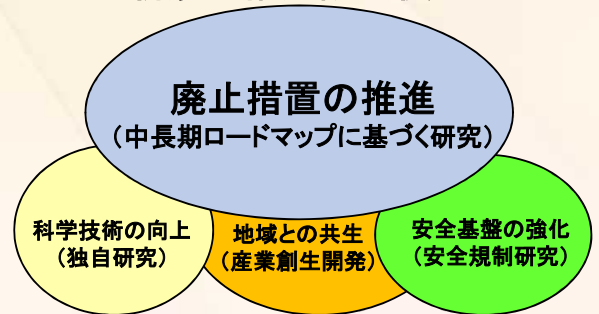 廃止措置の推進
（中長期ロードマップに基づく研究）
科学技術の向上
（独自研究）
地域との共生
（産業創生開発）
安全基盤の強化
（安全規制研究）